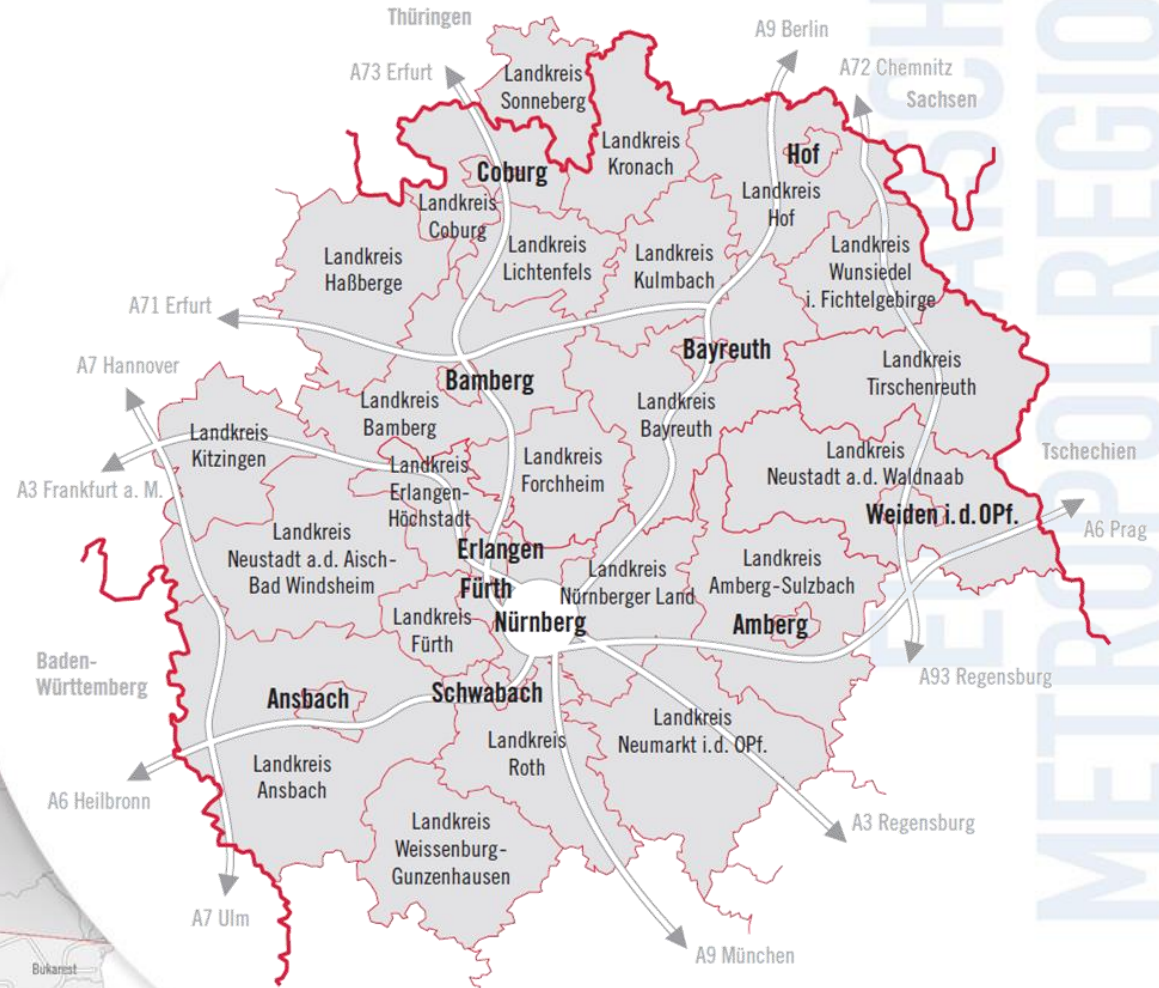 Thüringen
A9 Berlin
A73 Erfurt
A72 Chemnitz
Sachsen
Landkreis
Sonneberg
Landkreis
Kronach
Hof
Coburg
Landkreis
Hof
Landkreis
Coburg
Landkreis
Lichtenfels
Landkreis
Kulmbach
Landkreis
Wunsiedel
i. Fichtelgebirge
Landkreis
Haßberge
A71 Erfurt
A7 Hannover
Bayreuth
Bamberg
Landkreis
Tirschenreuth
Landkreis
Bamberg
Landkreis
Bayreuth
Landkreis
Kitzingen
A3 Frankfurt a. M.
Landkreis
Erlangen-
Höchstadt
Landkreis
Forchheim
Landkreis
Neustadt a.d. Waldnaab
Tschechien
Weiden i.d.OPf.
A6 Prag
Landkreis
Neustadt a.d. Aisch-
Bad Windsheim
Erlangen
Fürth
Nürnberg
Landkreis
Nürnberger Land
Landkreis
Amberg-Sulzbach
Amberg
Landkreis
Fürth
Baden-
Württemberg
A93 Regensburg
Ansbach
Schwabach
Landkreis
Neumarkt i.d. OPf.
Landkreis
Roth
Landkreis
Ansbach
A6 Heilbronn
Landkreis
Weissenburg-
Gunzenhausen
A3 Regensburg
A7 Ulm
A9 München
Bukarest
METROPOLREGIO